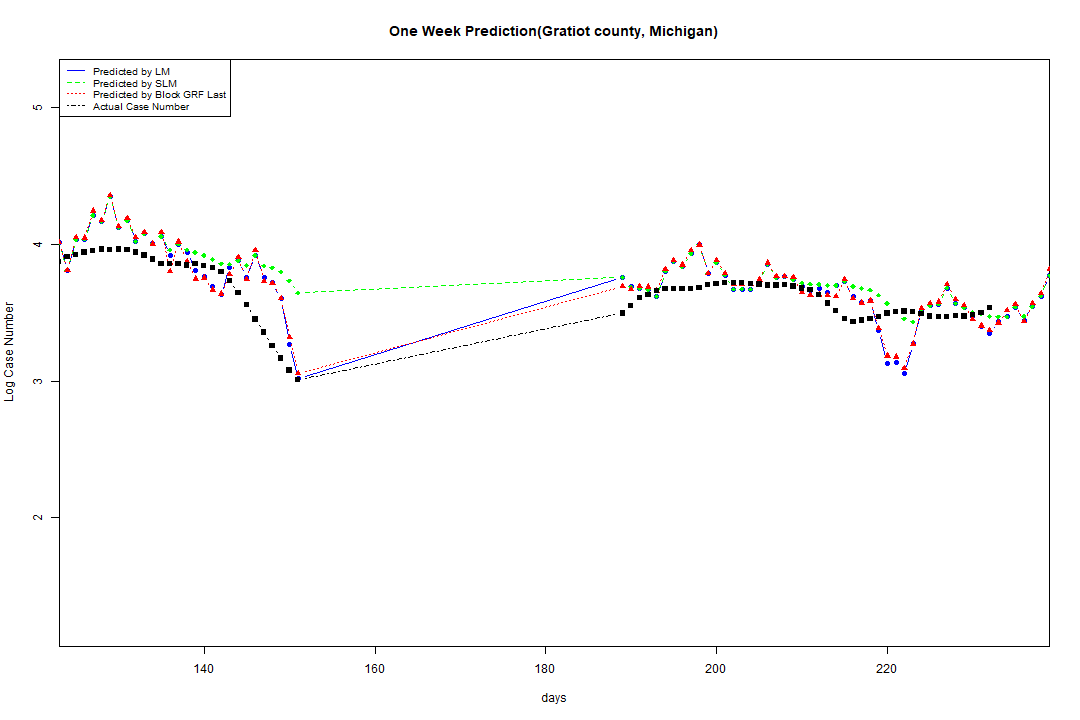 One Week Prediction(Gratiot county, Michigan)
Predicted by LM
Predicted by SLM
Predicted by Block GRF Last
Actual Case Number
Log Case Number
5
4
3
2
140 160 180 200 220
days